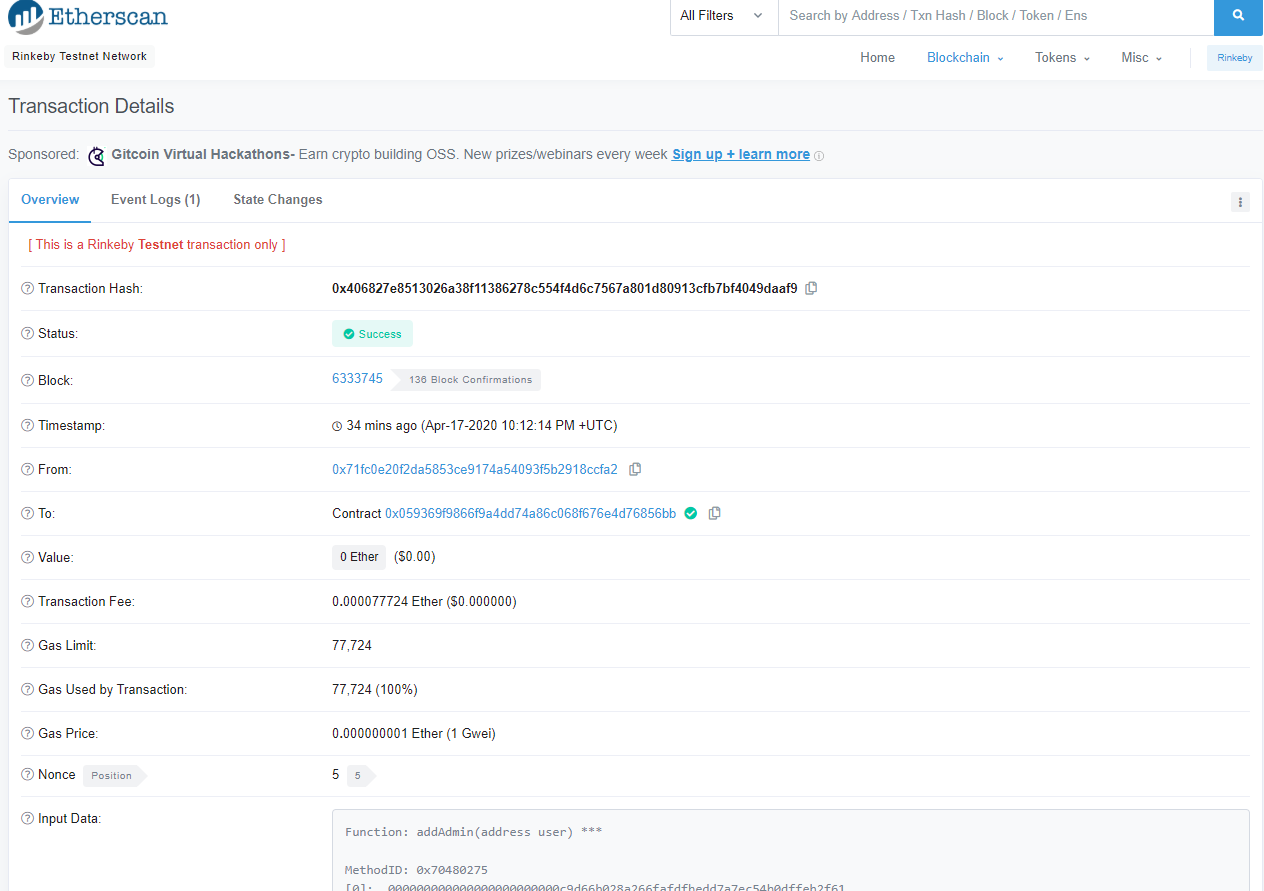 Etherscan
All Filters
Search by Address / Txn Hash / Block / Token / Ens
Rinkeby Testnet Network
Home Blockchain Tokens Misc Rinkeby
Transaction Details
Sponsored: Gitcoin Virtual Hackathons- Earn crypto building OSS. New prizes/webinars every week Sign up + learn more
Overview Event Logs (1) State Changes
[ This is a Rinkeby Testnet transaction only ]
Transaction Hash: 0x406827e8513026a38f11386278c554f4d6c7567a801d80913cfb7bf4049daaf9
Status: Success
Block: 6333745 136 Block Confirmations
Timestamp: 34 mins ago (Apr-17-2020 10:12:14 PM +UTC)
From: 0x71fc0e20f2da5853ce9174a54093f5b2918ccfa2
To: Contract 0x059369f9866f9a4dd74a86c068f676e4d76856bb
Value: 0 Ether ($0.00)
Transaction Fee: 0.000077724 Ether ($0.000000)
Gas Limit: 77,724
Gas Used by Transaction: 77,724 (100%)
Gas Price: 0.000000001 Ether (1 Gwei)
Nonce Position 5 5
Input Data:
Function: addAdmin(address user) ***
MethodID: 0x70480275
[0]: